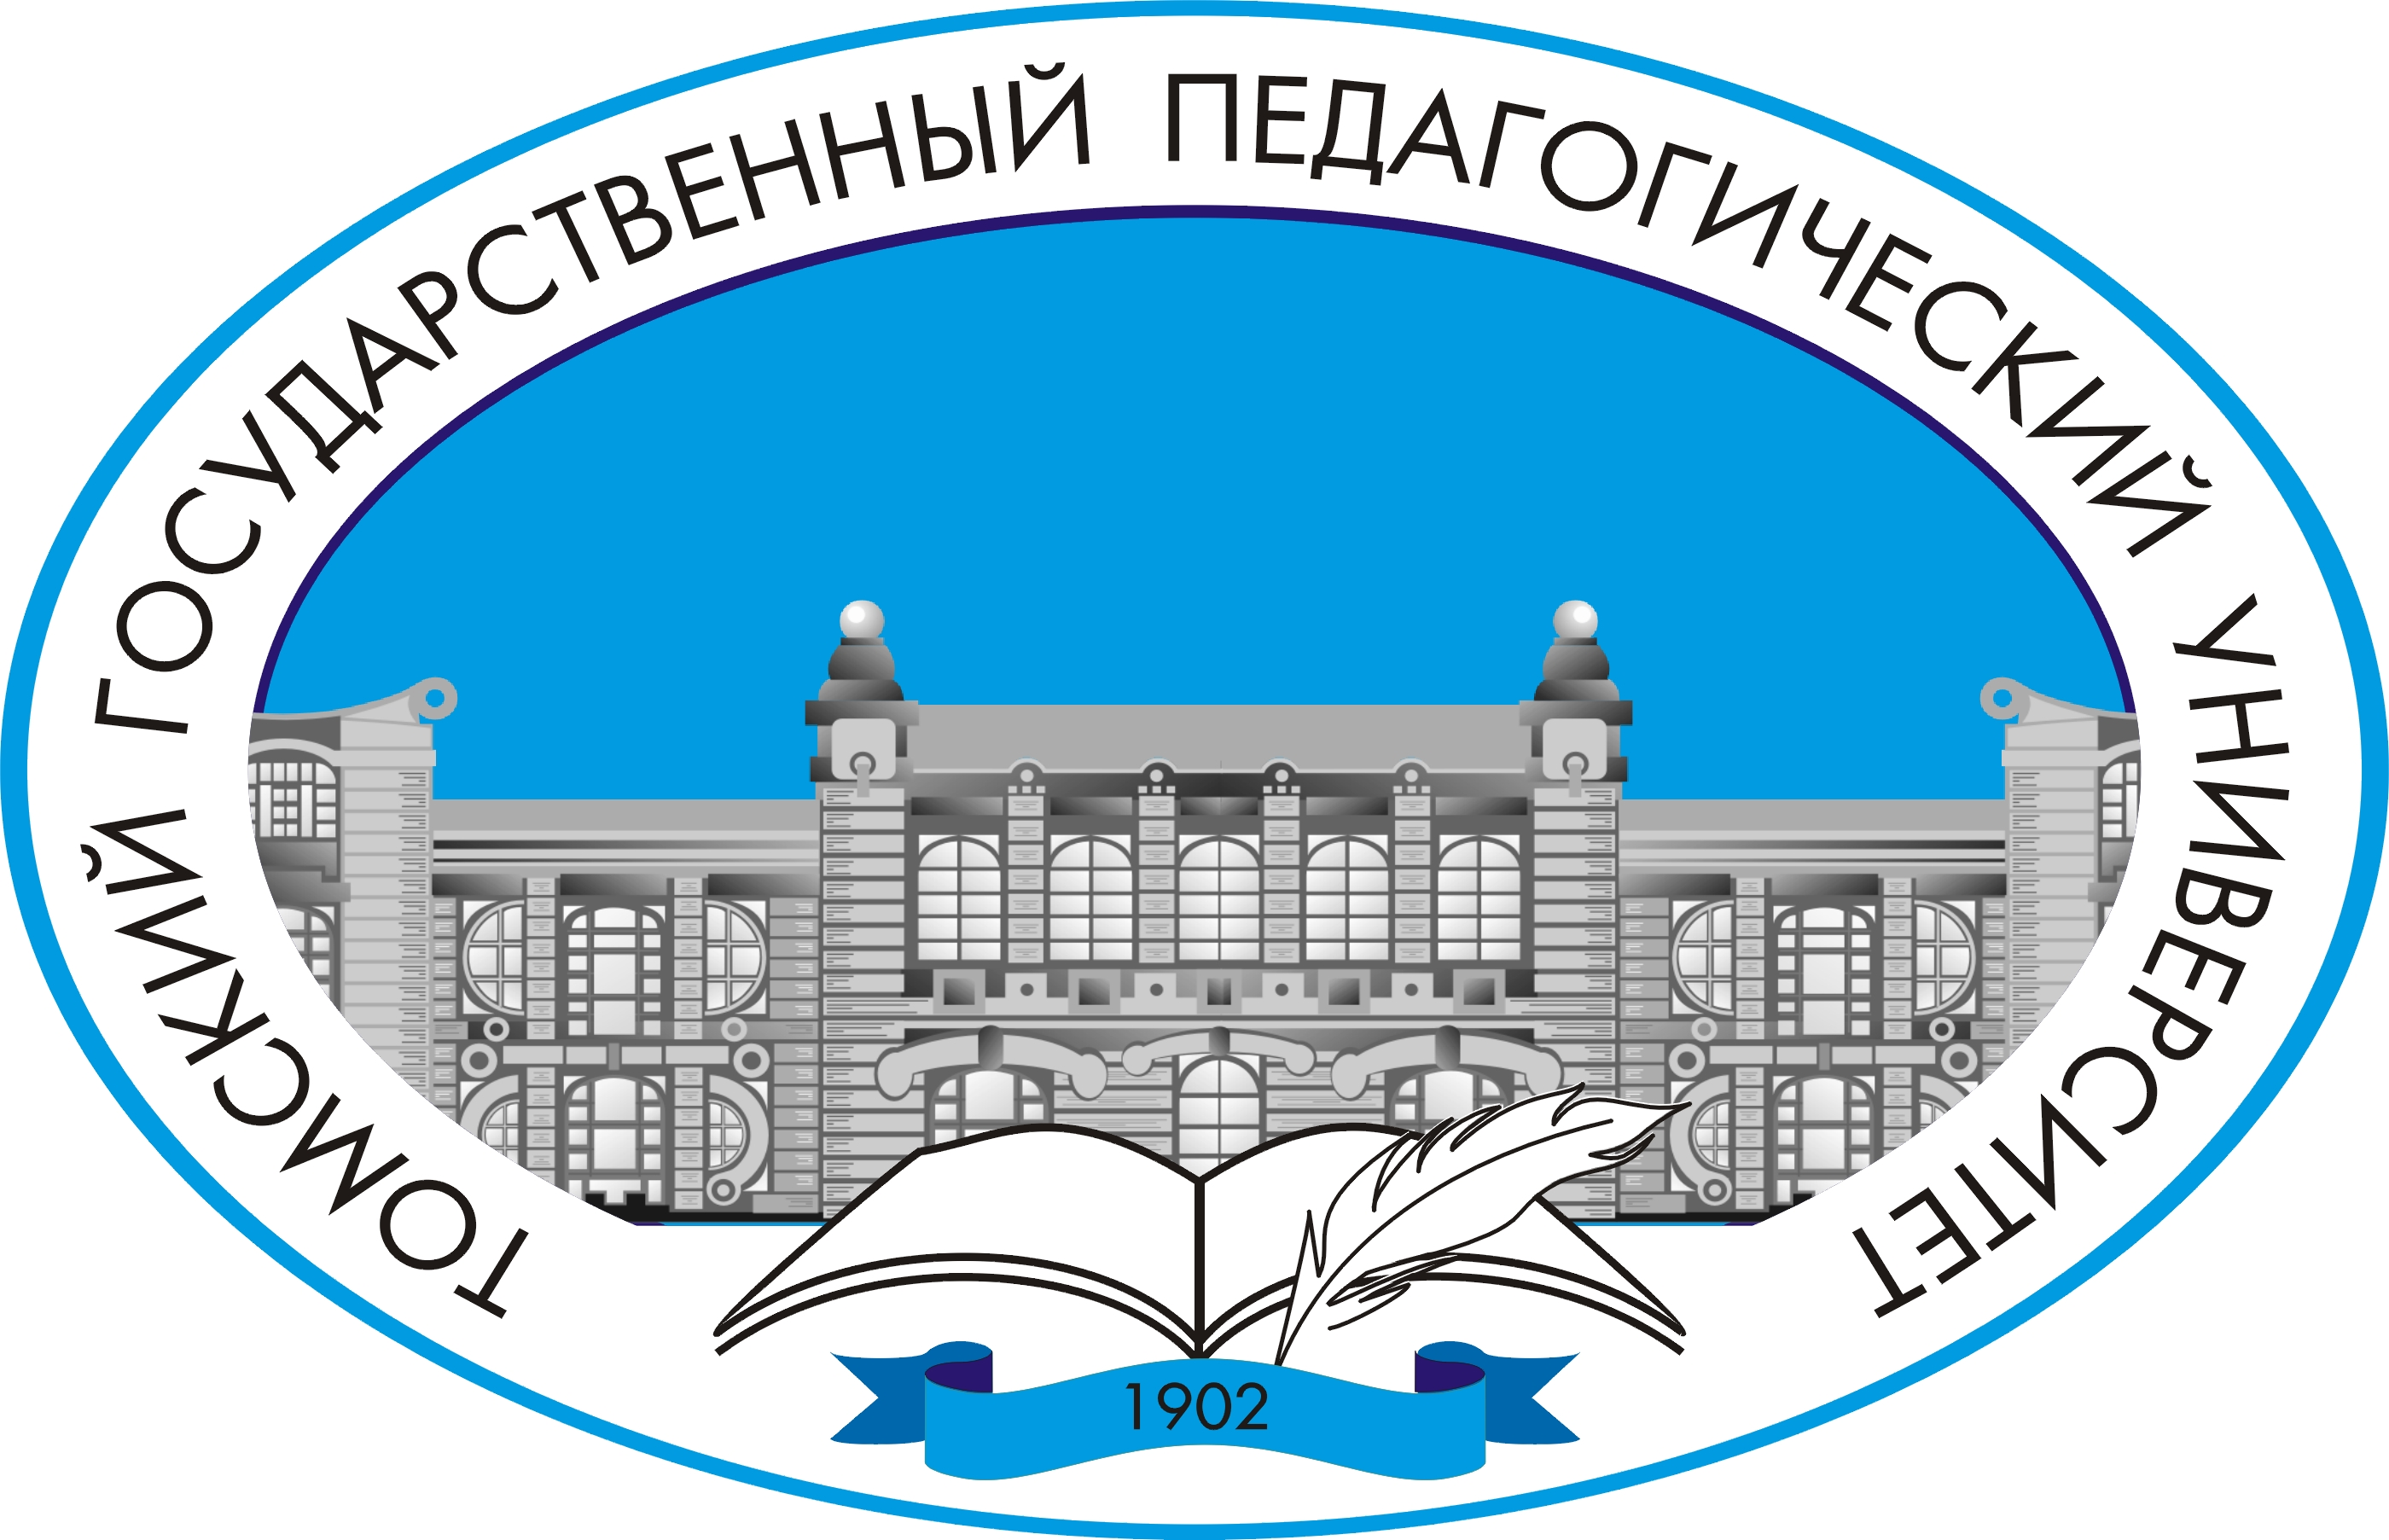 ТОМСКИЙ ГОСУДАРСТВЕННЫЙ ПЕДАГОГИЧЕСКИЙ УНИВЕРСИТЕТ
1902